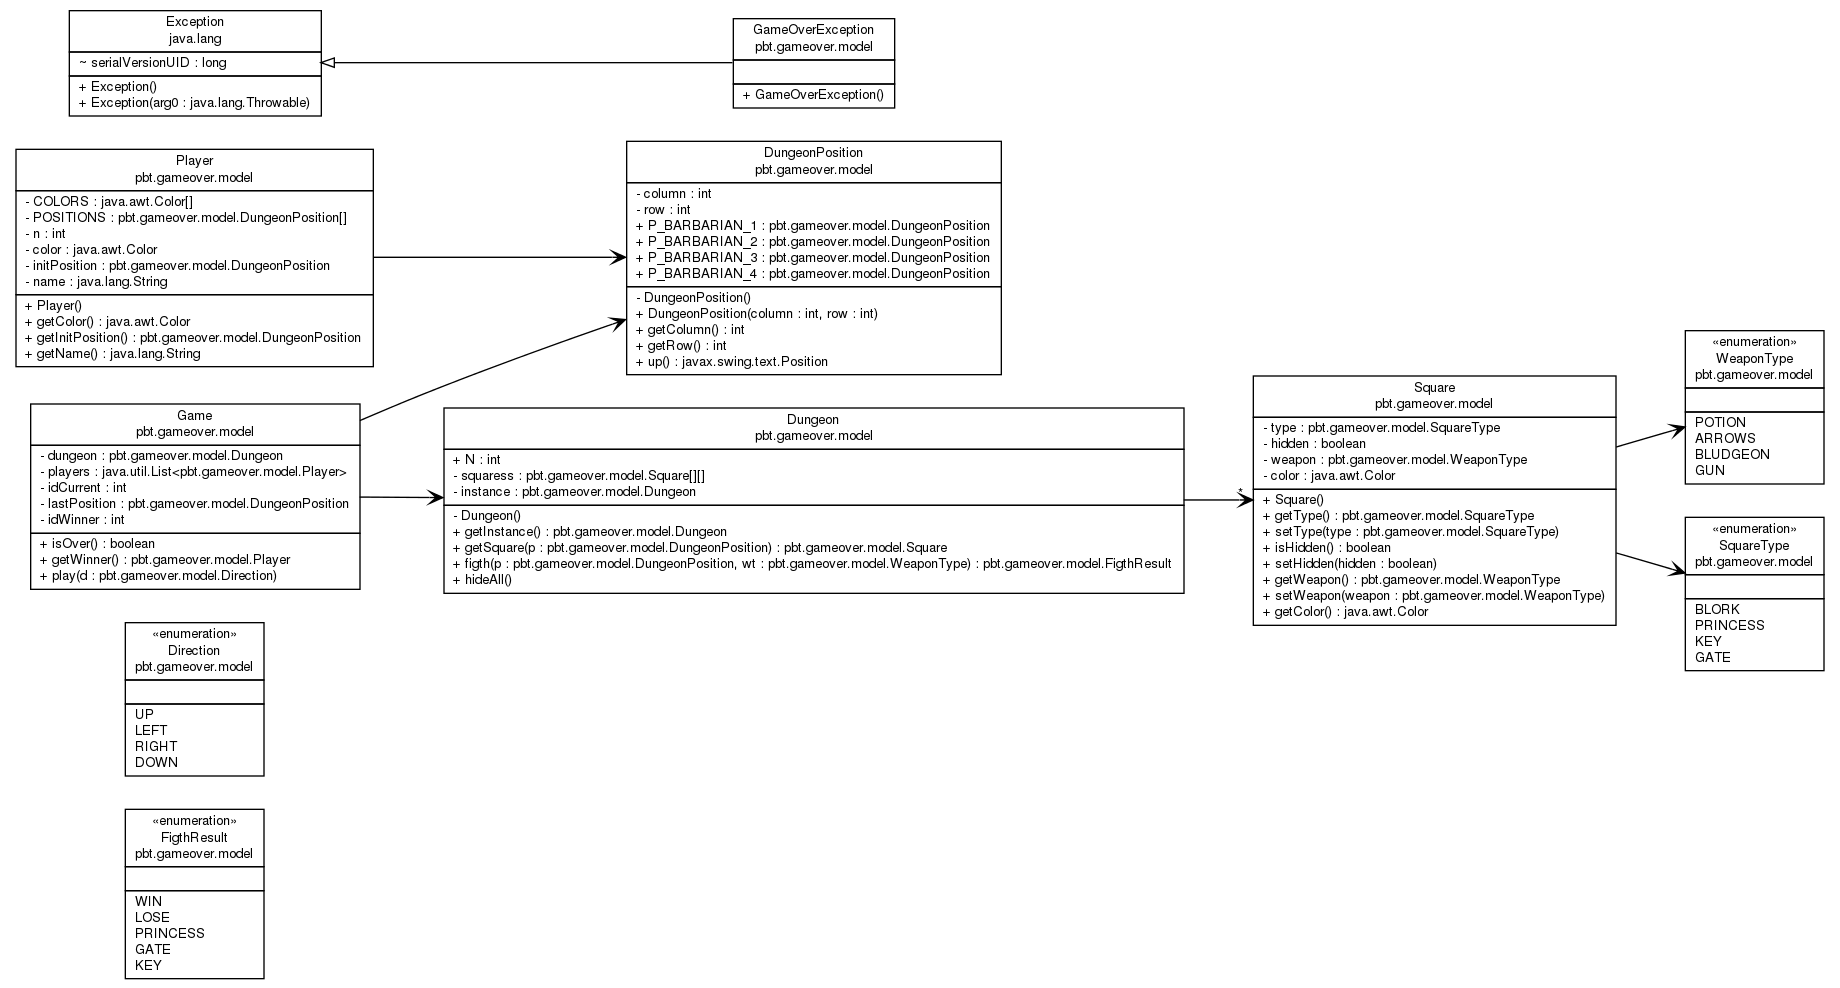 Exception
java.lang
~ serialVersionUID : long
+ Exception()
+ Exception(arg0 : java.lang.Throwable)
GameOverException
pbt.gameover.model
+ GameOverException()
Player
pbt.gameover.model
- COLORS : java.awt.Color[]
- POSITIONS : pbt.gameover.model.DungeonPosition[]
- n : int
- color : java.awt.Color
- initPosition : pbt.gameover.model.DungeonPosition
- name : java.lang.String
+ Player()
+ getColor() : java.awt.Color
+ getInitPosition() : pbt.gameover.model.DungeonPosition
+ getName() : java.lang.String
DungeonPosition
pbt.gameover.model
- column : int
- row : int
+ P_BARBARIAN_1 : pbt.gameover.model.DungeonPosition
+ P_BARBARIAN_2 : pbt.gameover.model.DungeonPosition
+ P_BARBARIAN_3 : pbt.gameover.model.DungeonPosition
+ P_BARBARIAN_4 : pbt.gameover.model.DungeonPosition
- DungeonPosition()
+ DungeonPosition(column : int, row : int)
+ getColumn() : int
+ getRow() : int
+ up() : javax.swing.text.Position
Game
pbt.gameover.model
- dungeon : pbt.gameover.model.Dungeon
- players : java.util.List<pbt.gameover.model.Player>
- idCurrent : int
- lastPosition : pbt.gameover.model.DungeonPosition
- idWinner : int
+ isOver() : boolean
+ getWinner() : pbt.gameover.model.Player
+ play(d : pbt.gameover.model.Direction)
Dungeon
pbt.gameover.model
+ N : int
- squaress : pbt.gameover.model.Square[][]
- instance : pbt.gameover.model.Dungeon
- Dungeon()
+ getInstance() : pbt.gameover.model.Dungeon
+ getSquare(p : pbt.gameover.model.DungeonPosition) : pbt.gameover.model.Square
+ figth(p : pbt.gameover.model.DungeonPosition, wt : pbt.gameover.model.WeaponType) : pbt.gameover.model.FigthResult
+ hideAll()
*
Square
pbt.gameover.model
- type : pbt.gameover.model.SquareType
- hidden : boolean
- weapon : pbt.gameover.model.WeaponType
- color : java.awt.Color
+ Square()
+ getType() : pbt.gameover.model.SquareType
+ setType(type : pbt.gameover.model.SquareType)
+ isHidden() : boolean
+ setHidden(hidden : boolean)
+ getWeapon() : pbt.gameover.model.WeaponType
+ setWeapon(weapon : pbt.gameover.model.WeaponType)
+ getColor() : java.awt.Color
«enumeration»
WeaponType
pbt.gameover.model
POTION
ARROWS
BLUDGEON
GUN
«enumeration»
SquareType
pbt.gameover.model
BLORK
PRINCESS
KEY
GATE
«enumeration»
Direction
pbt.gameover.model
UP
LEFT
RIGHT
DOWN
«enumeration»
FigthResult
pbt.gameover.model
WIN
LOSE
PRINCESS
GATE
KEY